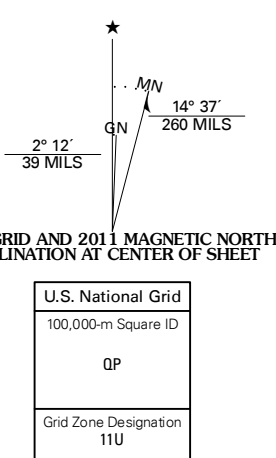 ★
MN
14° 37´
260 MILS
GN
2° 12´
39 MILS
GRID AND 2011 MAGNETIC NORTH
LINATION AT CENTER OF SHEET
U.S. National Grid
100,000-m Square ID
QP
Grid Zone Designation
11U